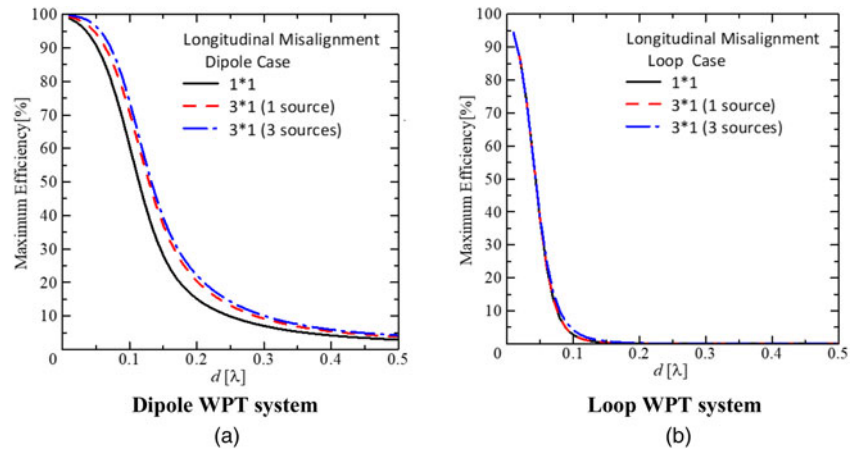 100
90
80
70
60
50
40
30
20
10
Maximum Efficiency[%]
Longitudinal Misalignment
Dipole Case
1*1
3*1 (1 source)
3*1 (3 sources)
0 0.1 0.2 0.3 0.4 0.5
d [λ]
Dipole WPT system
(a)
100
90
80
70
60
50
40
30
20
10
Maximum Efficiency[%]
Longitudinal Misalignment
Loop Case
1*1
3*1 (1 source)
3*1 (3 sources)
0 0.1 0.2 0.3 0.4 0.5
d [λ]
Loop WPT system
(b)